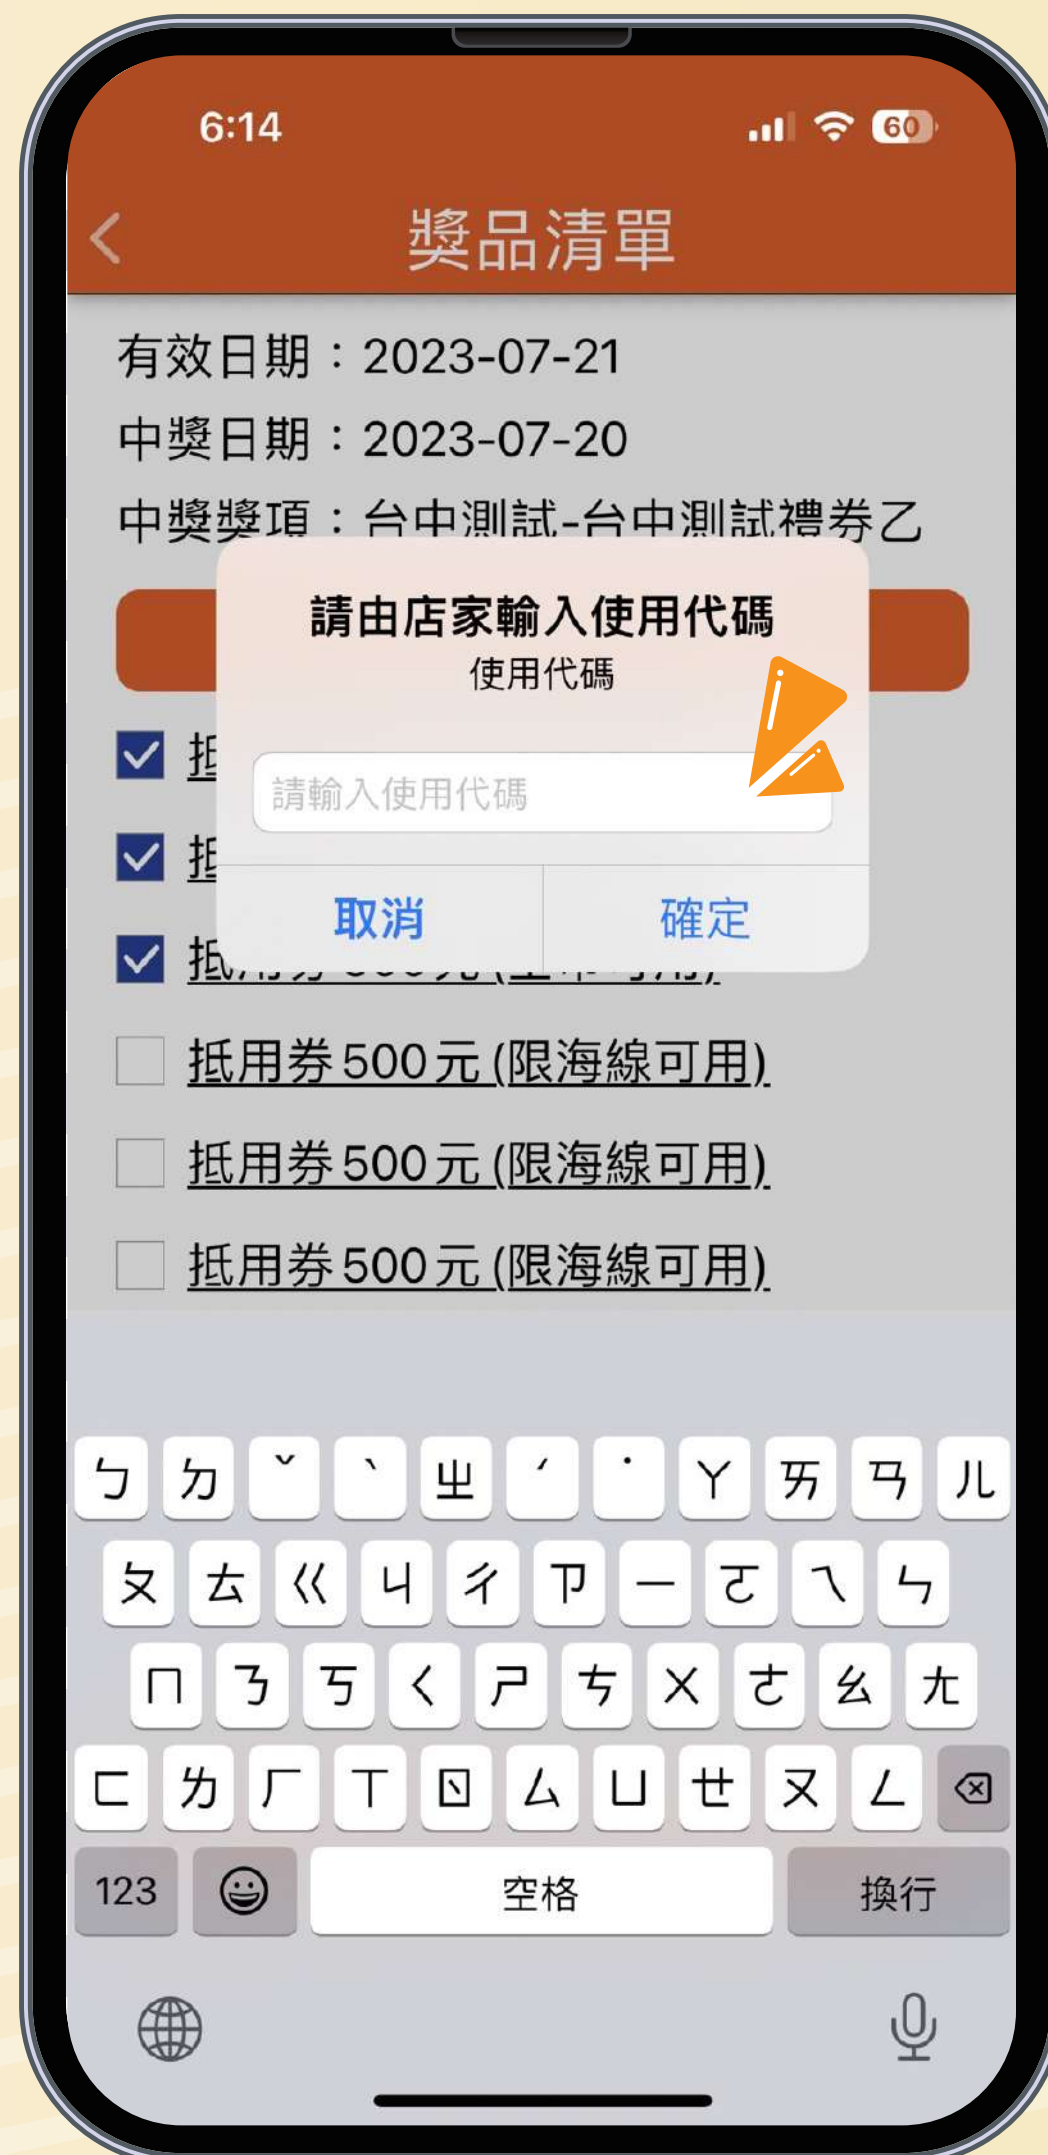 6:14
60
獎品清單
有效日期：2023-07-21
中獎日期：2023-07-20
中獎獎項：台中測試-台中測試禮券乙
請由店家輸入使用代碼
使用代碼
抵
請輸入使用代碼
抵
取消 確定
抵用券
抵用券500元(限海線可用)
抵用券500元(限海線可用)
抵用券500元(限海線可用)
ㄅ ㄉ ˇ ˋ ㄓ ˊ ˙ ㄚ ㄞ ㄢ ㄦ
ㄆ ㄊ ㄍ ㄐ ㄔ ㄗ ㄧ ㄛ ㄟ ㄣ
ㄇ ㄋ ㄎ ㄑ ㄕ ㄘ ㄨ ㄜ ㄠ ㄤ
ㄈ ㄌ ㄏ ㄒ ㄖ ㄙ ㄩ ㄝ ㄡ ㄥ
123 空格 換行